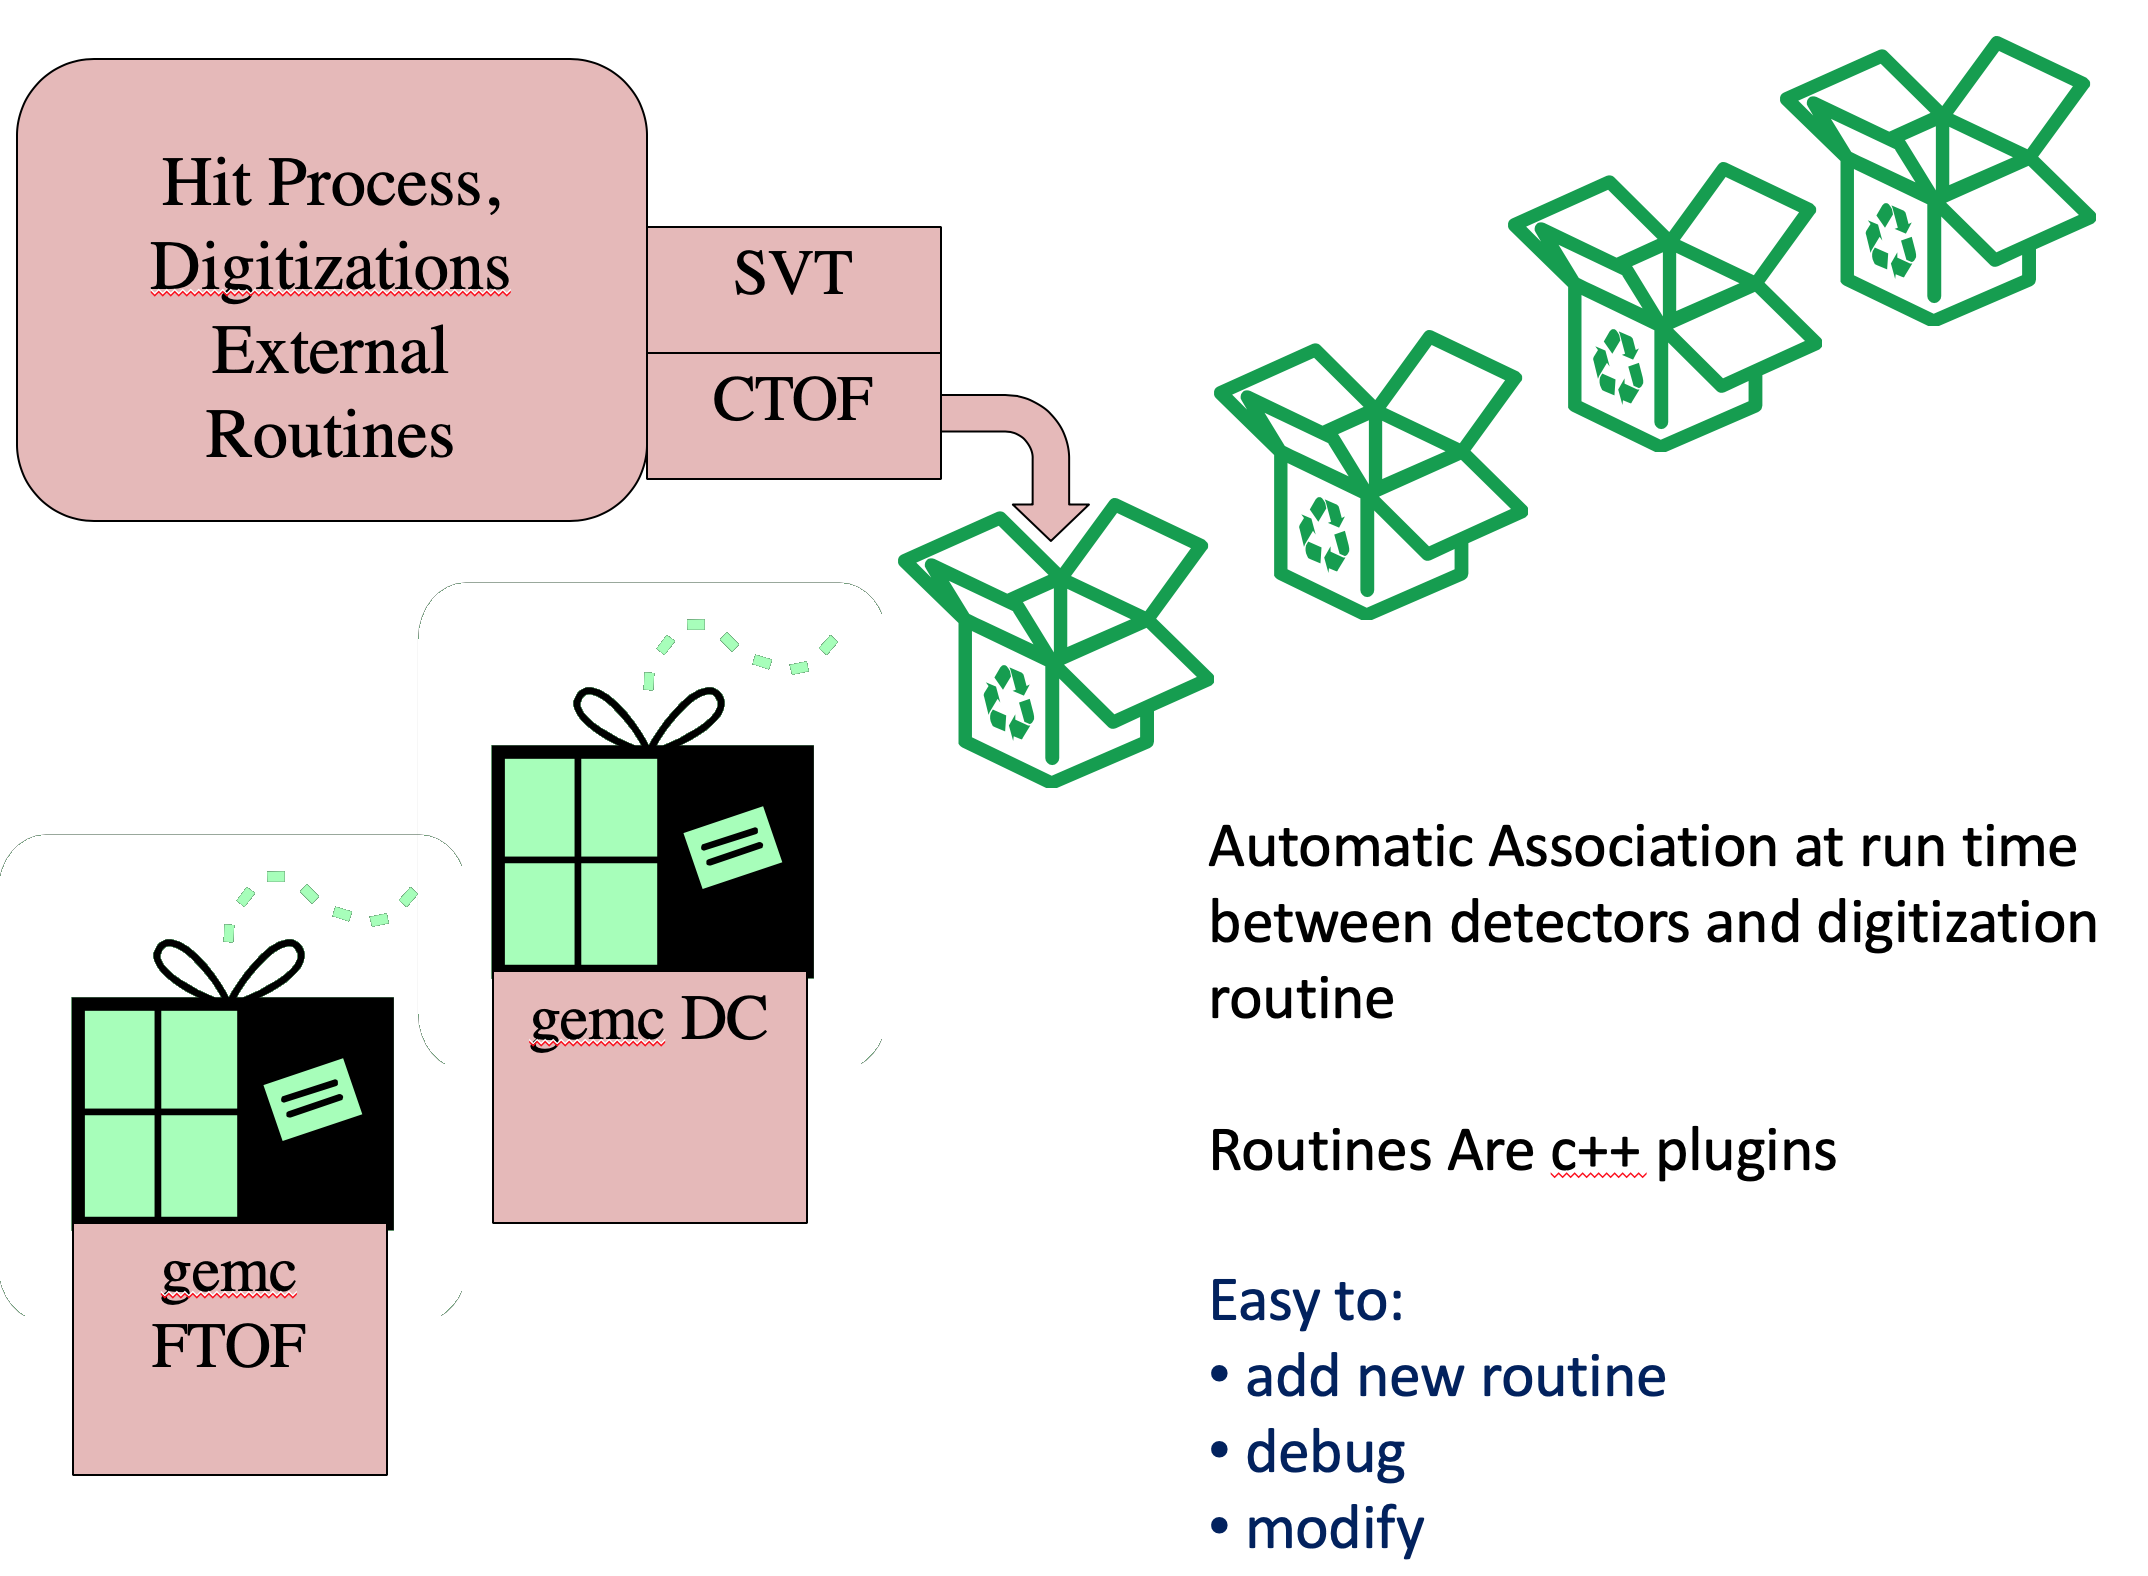 Hit Process,
Digitizations
External
Routines
SVT
CTOF
gemc DC
gemc
FTOF
Automatic Association at run time
between detectors and digitization
routine
Routines Are c++ plugins
Easy to:
• add new routine
• debug
• modify